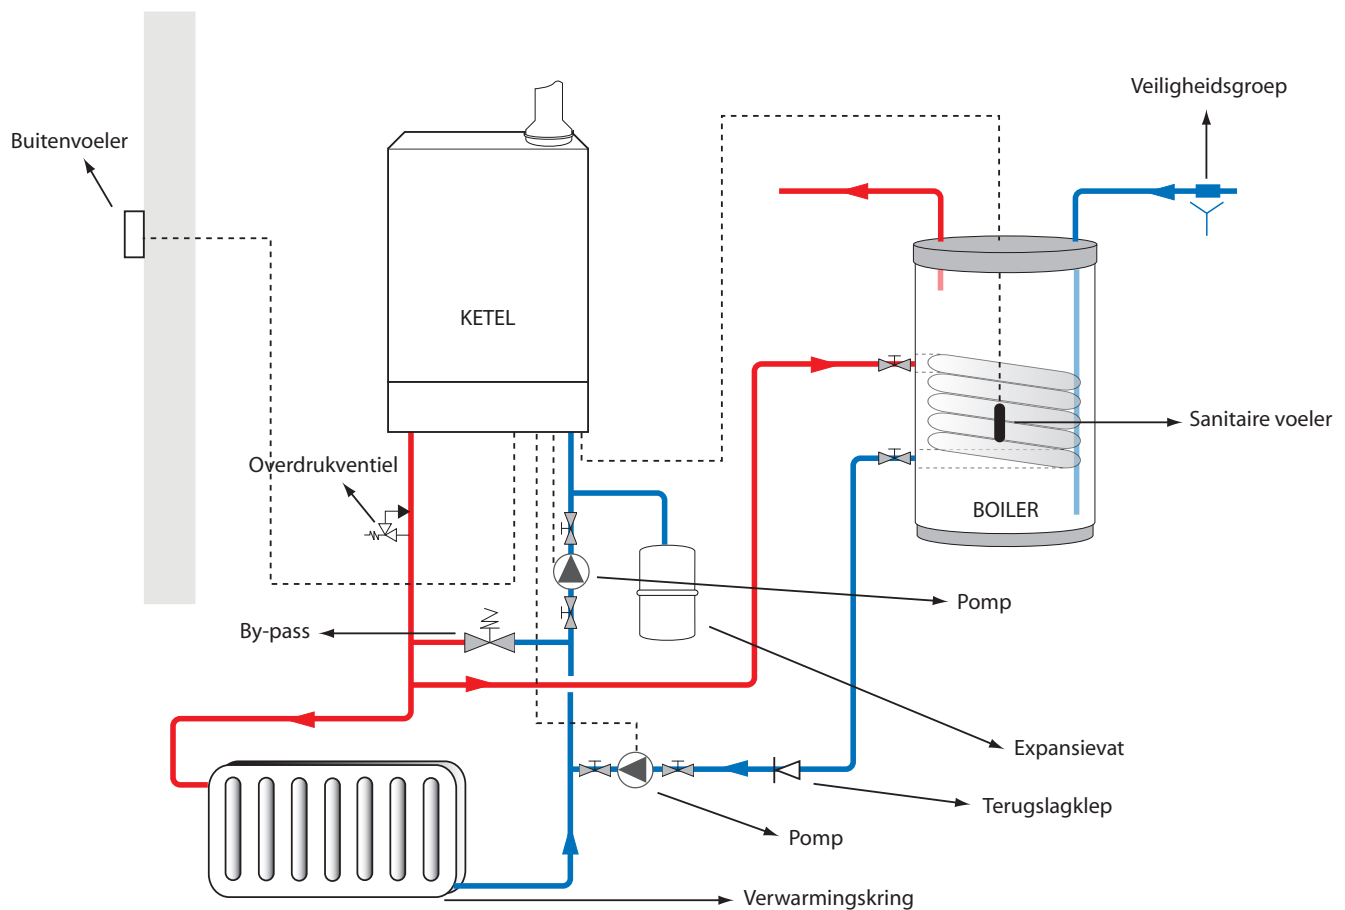 Veiligheidsgroep
Buitenvoeler
KETEL
Sanitaire voeler
Overdrukventiel
BOILER
Pomp
By-pass
Expansievat
Terugslagklep
Pomp
Verwarmingskring